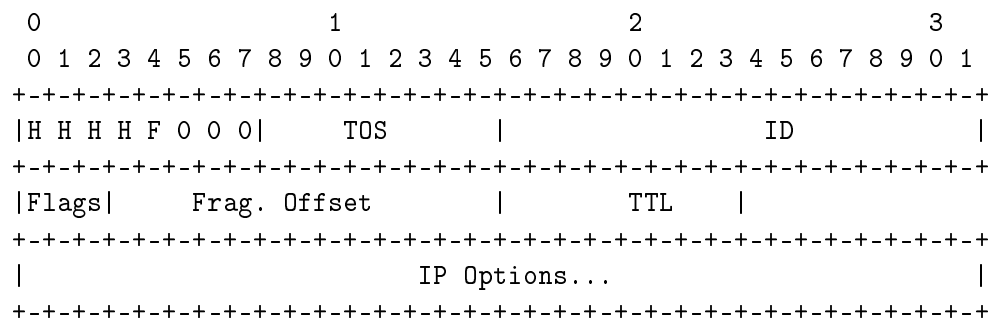 0                   1                   2                   3
 0 1 2 3 4 5 6 7 8 9 0 1 2 3 4 5 6 7 8 9 0 1 2 3 4 5 6 7 8 9 0 1
+-+-+-+-+-+-+-+-+-+-+-+-+-+-+-+-+-+-+-+-+-+-+-+-+-+-+-+-+-+-+-+-+
|H H H H F 0 0 0|     TOS       |                 ID            |
+-+-+-+-+-+-+-+-+-+-+-+-+-+-+-+-+-+-+-+-+-+-+-+-+-+-+-+-+-+-+-+-+
|Flags|     Frag. Offset        |        TTL    |
+-+-+-+-+-+-+-+-+-+-+-+-+-+-+-+-+-+-+-+-+-+-+-+-+-+-+-+-+-+-+-+-+
|                          IP Options...                        |
+-+-+-+-+-+-+-+-+-+-+-+-+-+-+-+-+-+-+-+-+-+-+-+-+-+-+-+-+-+-+-+-+